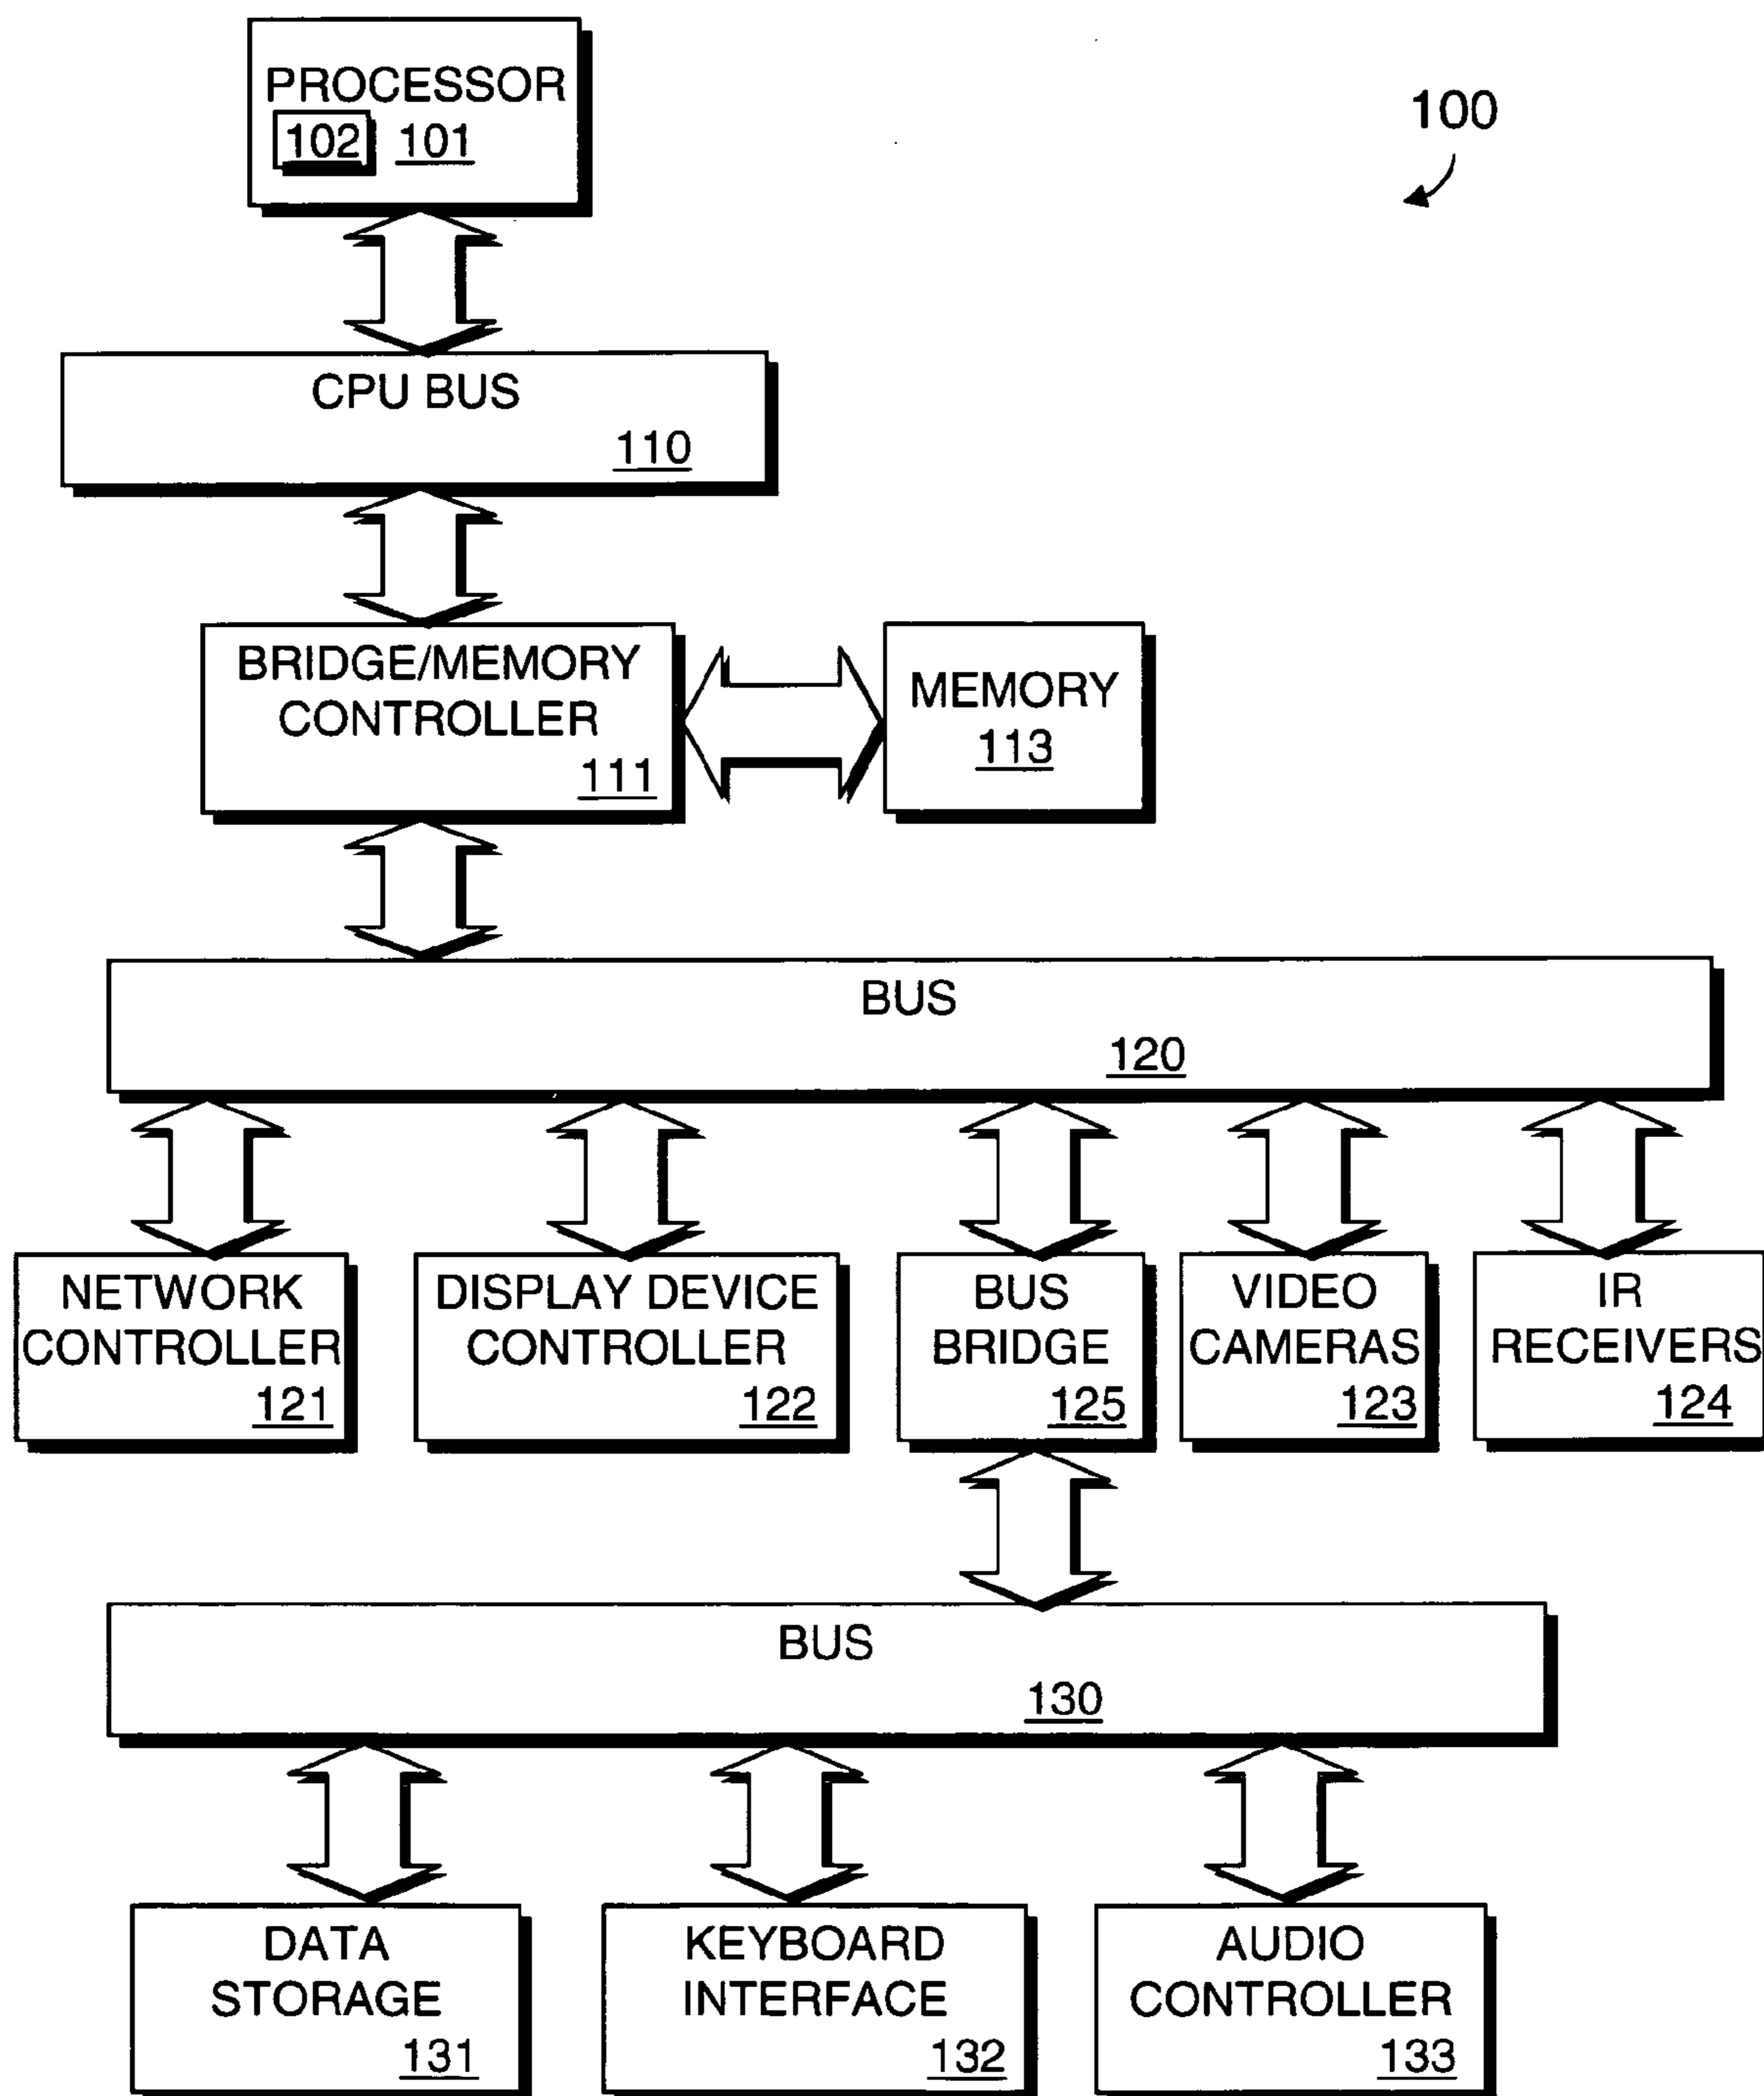 PROCESSOR
102 101
100
CPU BUS
110
BRIDGE/MEMORY
CONTROLLER
111
MEMORY
113
BUS
120
NETWORK
CONTROLLER
121
DISPLAY DEVICE
CONTROLLER
122
BUS
BRIDGE
125
VIDEO
CAMERAS
123
IR
RECEIVERS
124
BUS
130
DATA
STORAGE
131
KEYBOARD
INTERFACE
132
AUDIO
CONTROLLER
133